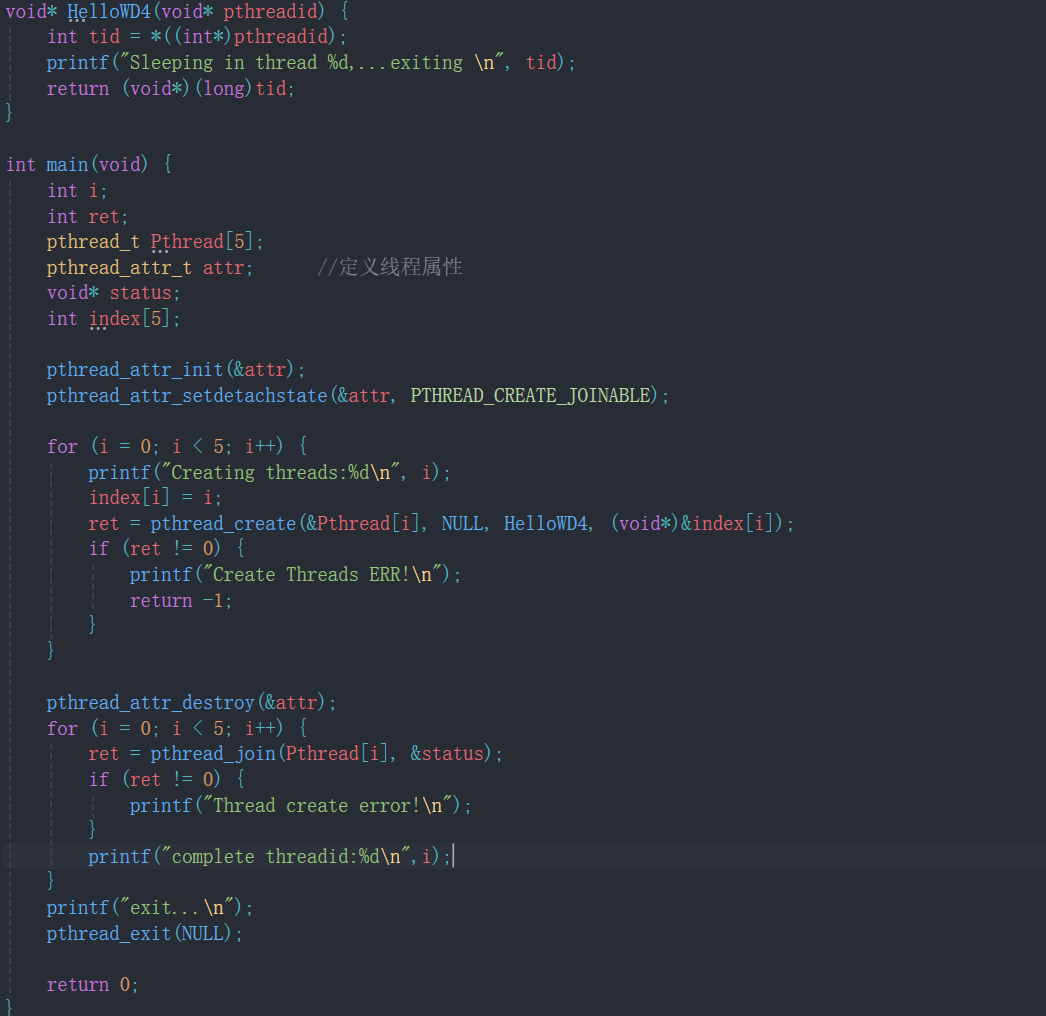 void* HelloWD4(void* pthreadid) {
    int tid = *((int*)pthreadid);
    printf("Sleeping in thread %d,...exiting \n", tid);
    return (void*)(long)tid;
}

int main(void) {
    int i;
    int ret;
    pthread_t Pthread[5];
    pthread_attr_t attr;      //定义线程属性
    void* status;
    int index[5];

    pthread_attr_init(&attr);
    pthread_attr_setdetachstate(&attr, PTHREAD_CREATE_JOINABLE);

    for (i = 0; i < 5; i++) {
        printf("Creating threads:%d\n", i);
        index[i] = i;
        ret = pthread_create(&Pthread[i], NULL, HelloWD4, (void*)&index[i]);
        if (ret != 0) {
            printf("Create Threads ERR!\n");
            return -1;
        }
    }

    pthread_attr_destroy(&attr);
    for (i = 0; i < 5; i++) {
        ret = pthread_join(Pthread[i], &status);
        if (ret != 0) {
            printf("Thread create error!\n");
        }
        printf("complete threadid:%d\n",i);
    }
    printf("exit...\n");
    pthread_exit(NULL);

    return 0;
}